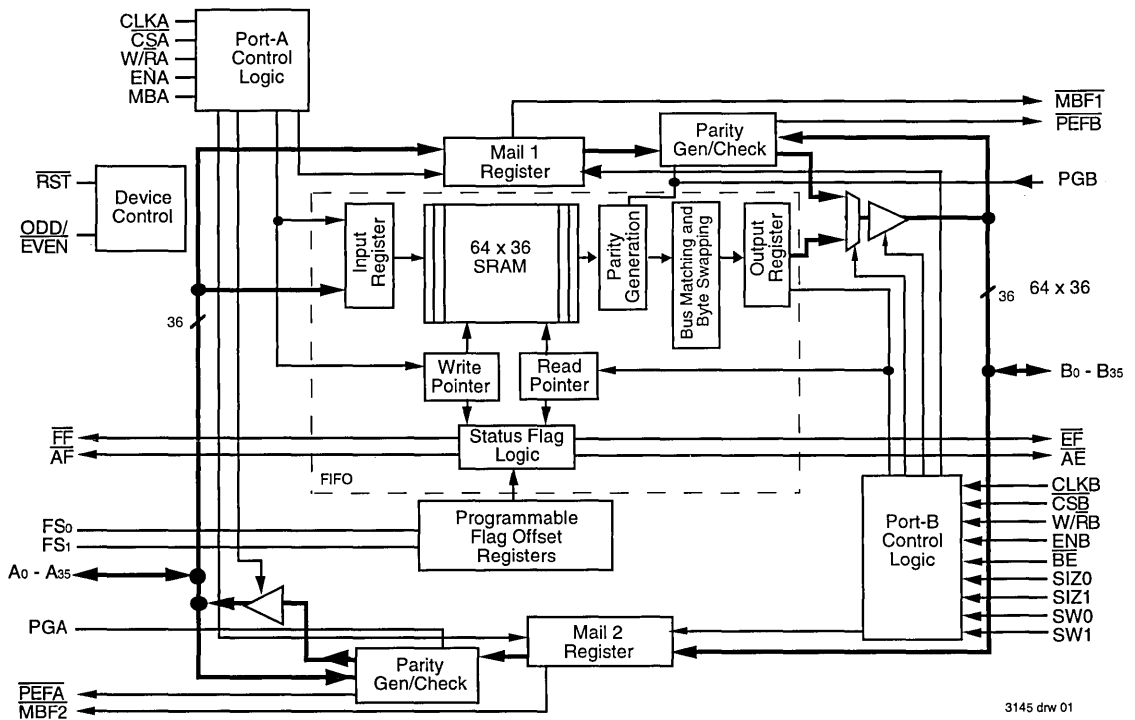 CLKA
CSA
W/RA
ENA
MBA
Port-A
Control
Logic
RST
ODD/
EVEN
Device
Control
Mail 1
Register
Parity
Gen/Check
MBF1
PEFB
PGB
Input
Register
64 x 36
SRAM
Parity
Generation
Bus Matching and
Byte Swapping
Output
Register
36
36
64 x 36
Write
Pointer
Read
Pointer
B0 - B35
FF
AF
Status Flag
Logic
EF
AE
FIFO
FS0
FS1
Programmable
Flag Offset
Registers
Port-B
Control
Logic
CLKB
CSB
W/RB
ENB
BE
SIZ0
SIZ1
SW0
SW1
A0 - A35
PGA
Mail 2
Register
Parity
Gen/Check
PEFA
MBF2
3145 drw 01